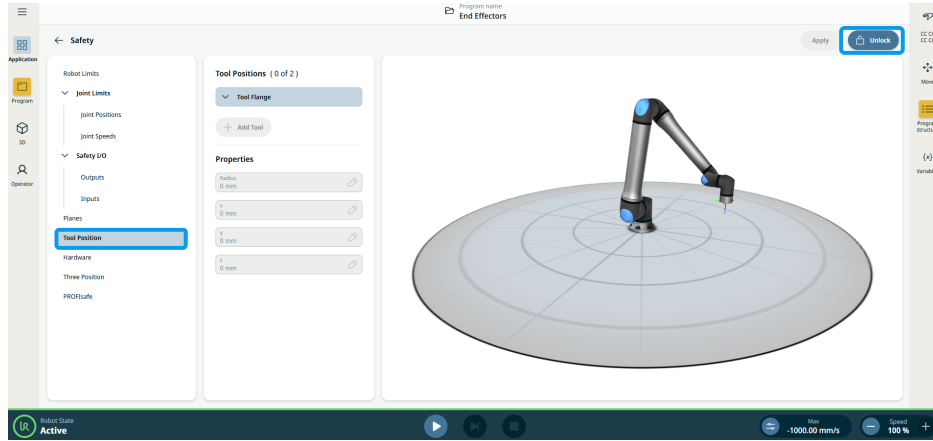 Program name
End Effectors
Safety
Apply
Unlock
Application
Program
3D
Operator
Robot Limits
Joint Limits
Joint Positions
Joint Speeds
Safety I/O
Outputs
Inputs
Planes
Tool Position
Hardware
Three Position
PROFIsafe
Tool Positions ( 0 of 2 )
Tool Flange
+ Add Tool
Properties
Radius
0 mm
x
0 mm
y
0 mm
z
0 mm
{x}
Robot State
Active
Max
-1000.00 mm/s
Speed
100 %